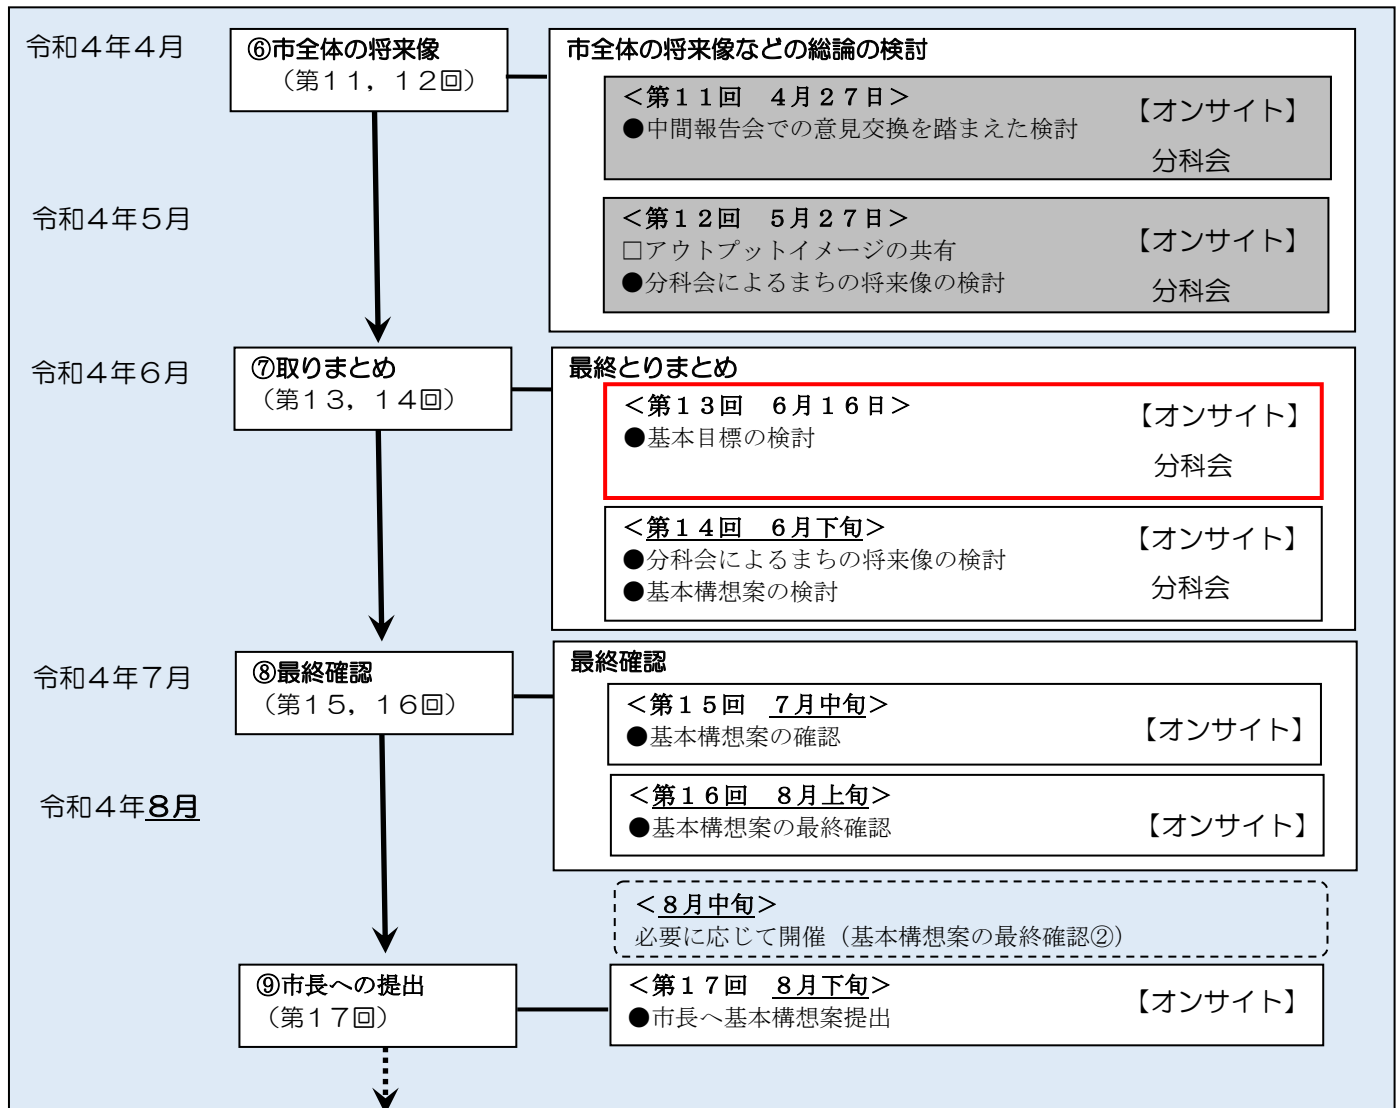 令和４年４月
⑥市全体の将来像
（第１１，１２回）
市全体の将来像などの総論の検討
＜第１１回　４月２７日＞
●中間報告会での意見交換を踏まえた検討
【オンサイト】
分科会
令和４年５月
＜第１２回　５月２７日＞
□アウトプットイメージの共有
●分科会によるまちの将来像の検討
【オンサイト】
分科会
令和４年６月
⑦取りまとめ
（第１３，１４回）
最終とりまとめ
＜第１３回　６月１６日＞
●基本目標の検討
【オンサイト】
分科会
＜第１４回　６月下旬＞
●分科会によるまちの将来像の検討
●基本構想案の検討
【オンサイト】
分科会
令和４年７月
⑧最終確認
（第１５，１６回）
最終確認
＜第１５回　７月中旬＞
●基本構想案の確認
【オンサイト】
令和４年８月
＜第１６回　８月上旬＞
●基本構想案の最終確認
【オンサイト】
＜８月中旬＞
必要に応じて開催（基本構想案の最終確認②）
⑨市長への提出
（第１７回）
＜第１７回　８月下旬＞
●市長へ基本構想案提出
【オンサイト】